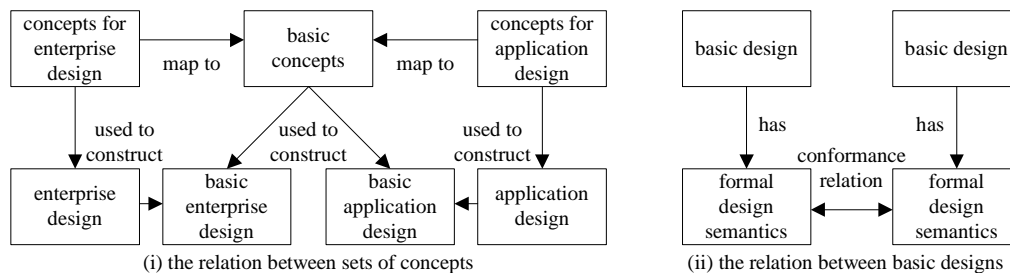 concepts for
enterprise
design
map to
basic
concepts
map to
concepts for
application
design
used to
construct
used to
construct
used to
construct
enterprise
design
basic
enterprise
design
basic
application
design
application
design
(i) the relation between sets of concepts
basic design
basic design
has
has
conformance
relation
formal
design
semantics
formal
design
semantics
(ii) the relation between basic designs